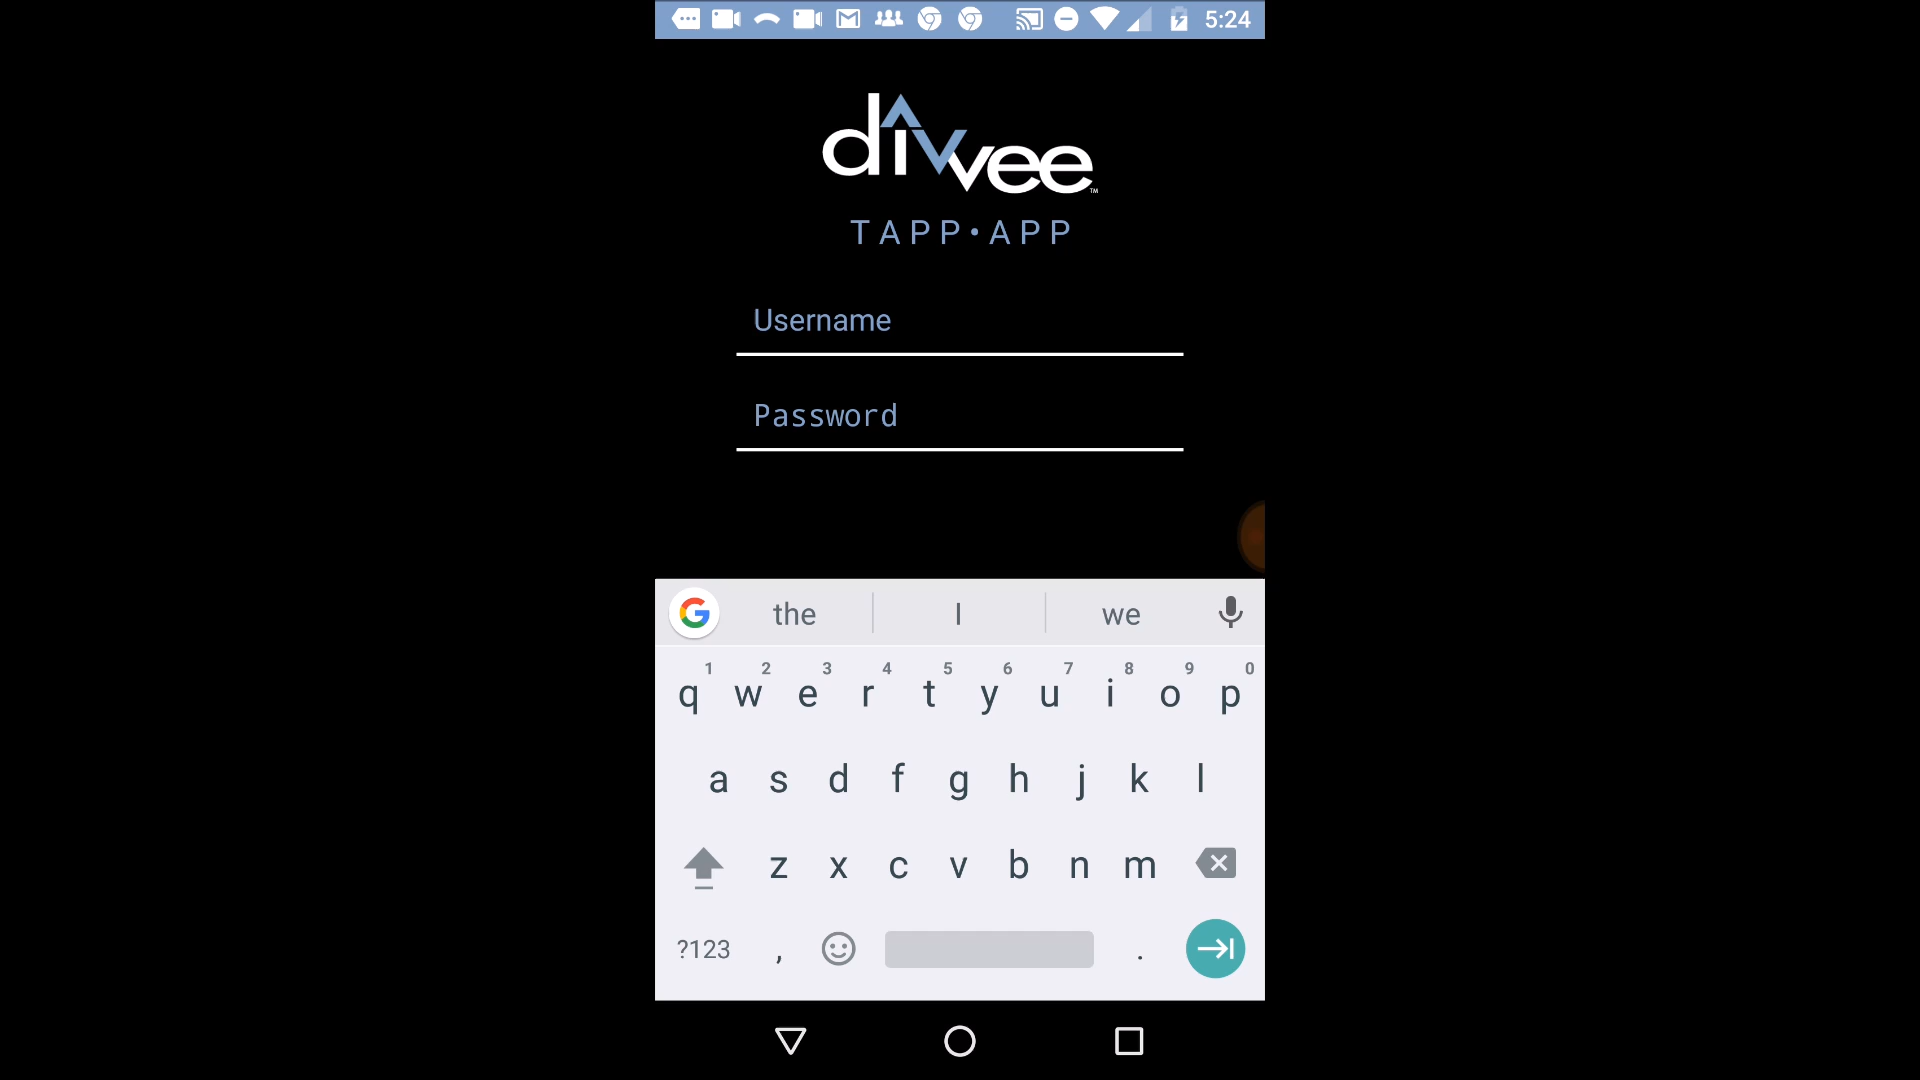 5:24
divvee™
TAPP•APP
Username
Password
the I we
1 2 3 4 5 6 7 8 9 0
q w e r t y u i o p
a s d f g h j k l
z x c v b n m
?123 , .